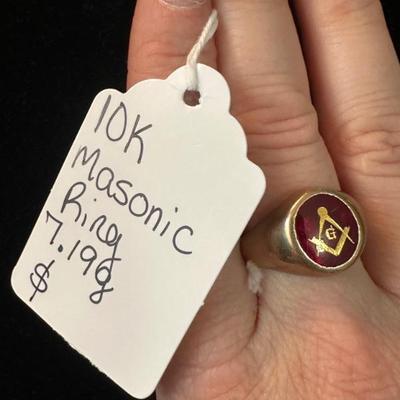 10K
masonic
Ring
7.19g
$
G